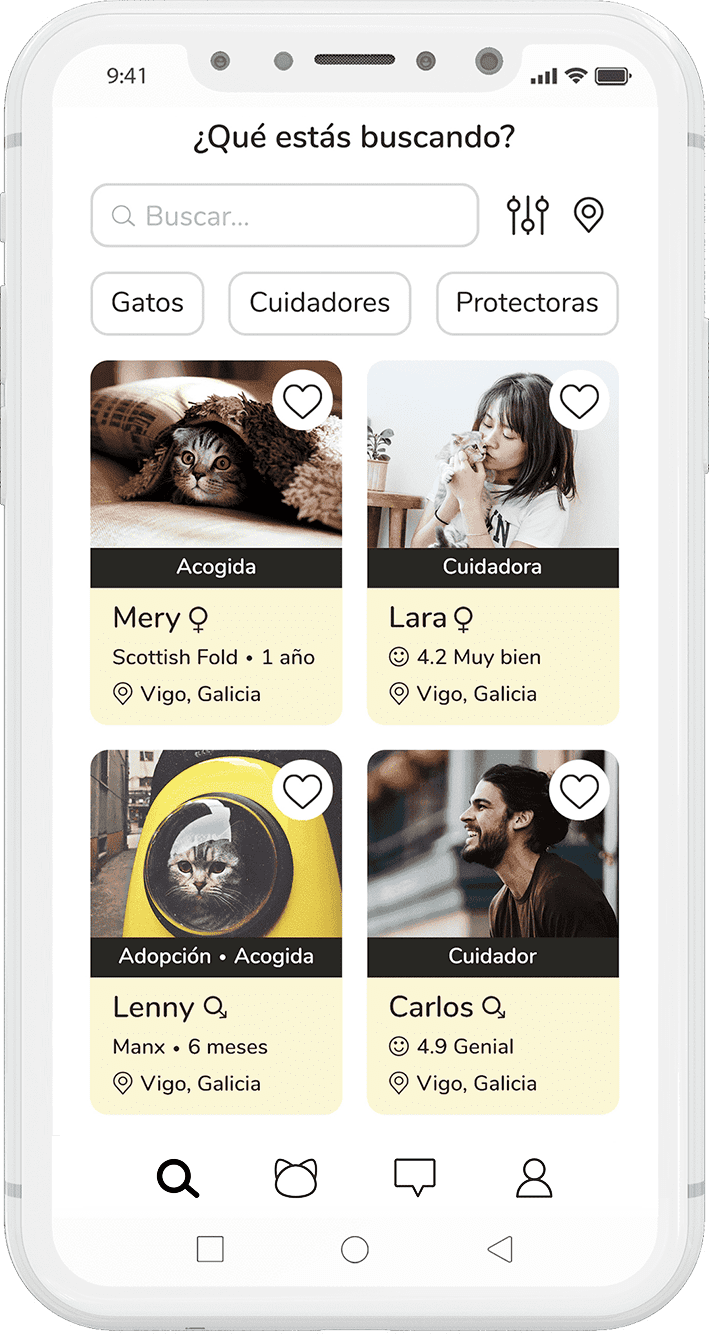 9:41
¿Qué estás buscando?
Buscar...
Gatos
Cuidadores
Protectoras
Acogida
Mery
Scottish Fold • 1 año
Vigo, Galicia
Cuidadora
Lara
4.2 Muy bien
Vigo, Galicia
Adopción • Acogida
Lenny
Manx • 6 meses
Vigo, Galicia
Cuidador
Carlos
4.9 Genial
Vigo, Galicia